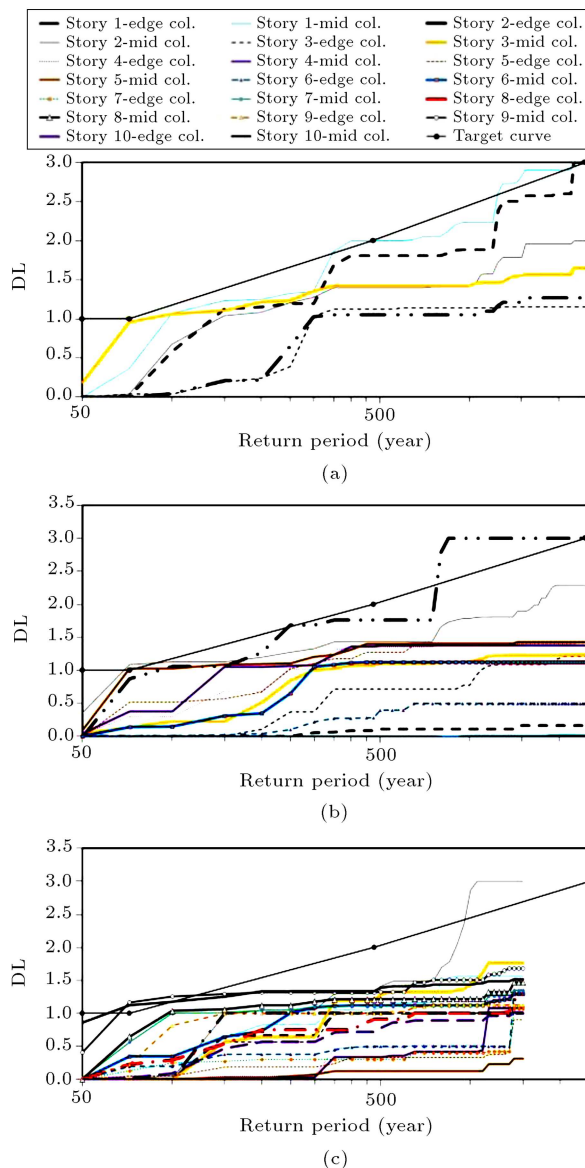 Story 1-edge col. Story 1-mid col. Story 2-edge col.
Story 2-mid col. Story 3-edge col. Story 3-mid col.
Story 4-edge col. Story 4-mid col. Story 5-edge col.
Story 5-mid col. Story 6-edge col. Story 6-mid col.
Story 7-edge col. Story 7-mid col. Story 8-edge col.
Story 8-mid col. Story 9-edge col. Story 9-mid col.
Story 10-edge col. Story 10-mid col. Target curve
3.0
2.5
2.0
DL
1.5
1.0
0.5
0.0
50 500
Return period (year)
(a)
3.5
3.0
2.5
2.0
DL
1.5
1.0
0.5
0.0
50 500
Return period (year)
(b)
3.5
3.0
2.5
2.0
DL
1.5
1.0
0.5
0.0
50 500
Return period (year)
(c)